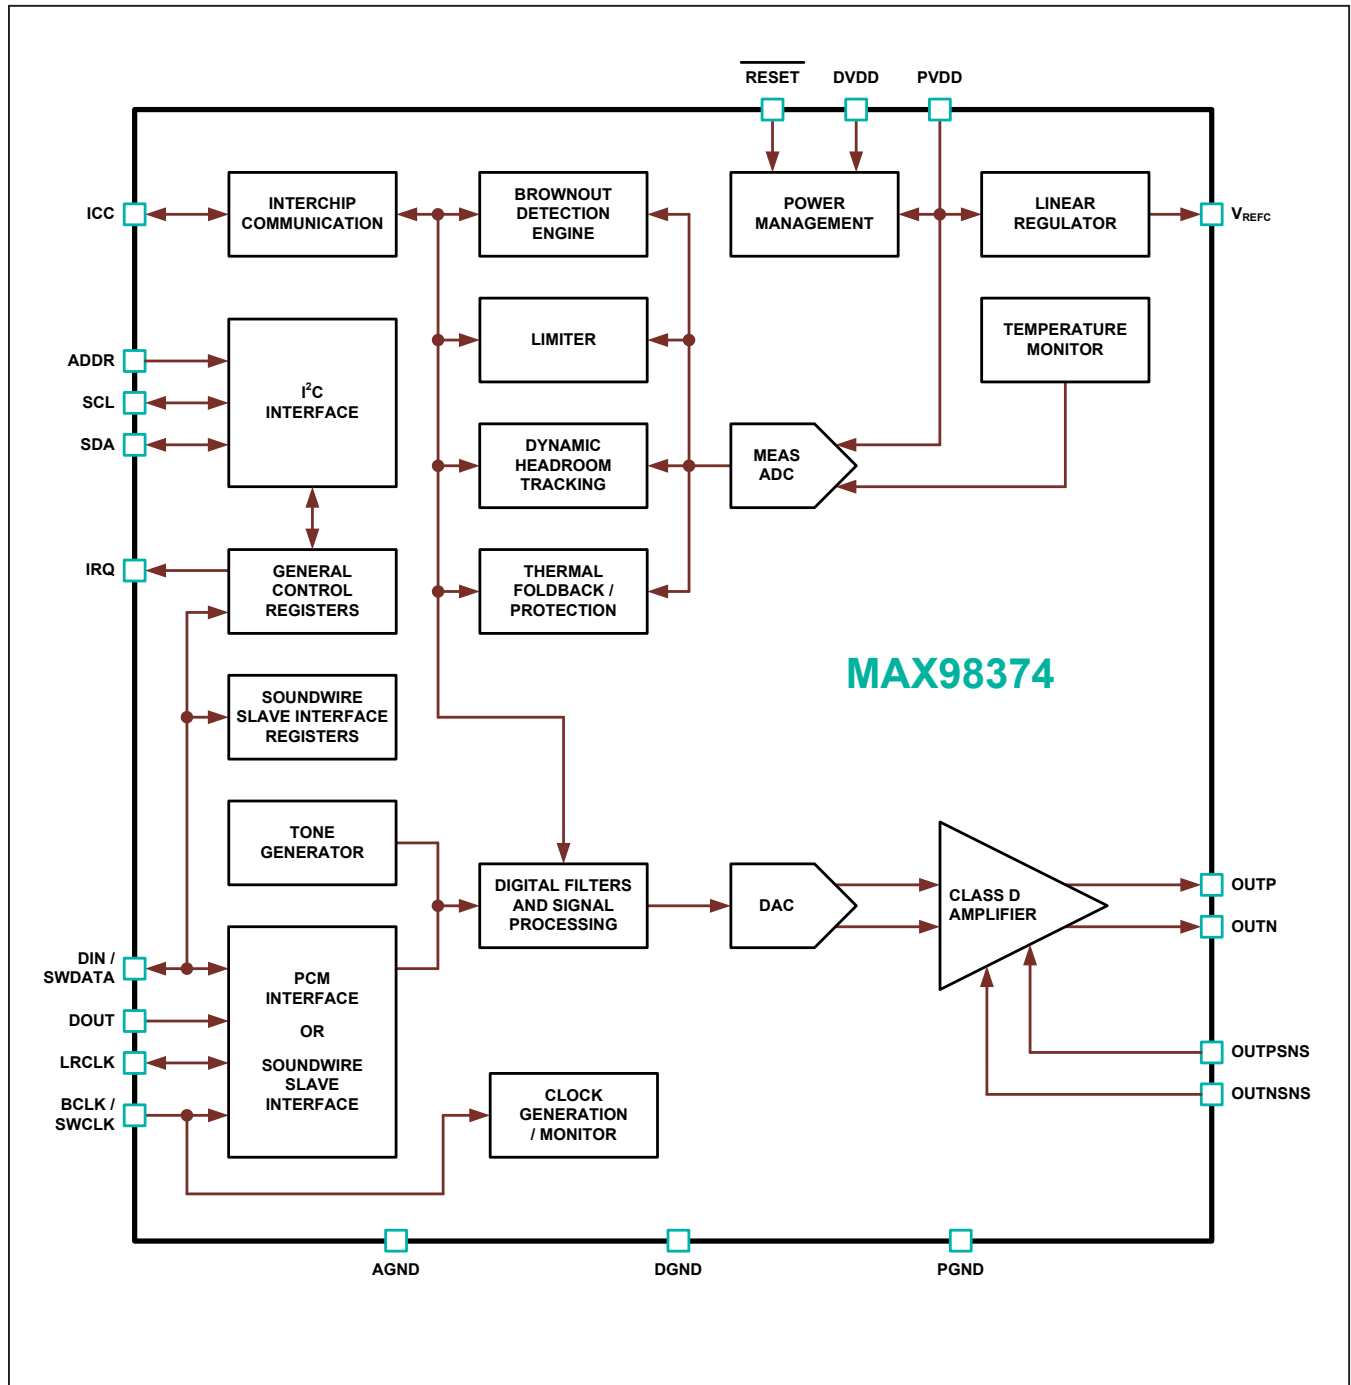 RESET DVDD PVDD
ICC
INTERCHIP
COMMUNICATION
BROWNOUT
DETECTION
ENGINE
POWER
MANAGEMENT
LINEAR
REGULATOR
VREFC
LIMITER
TEMPERATURE
MONITOR
ADDR
SCL
SDA
I²C
INTERFACE
DYNAMIC
HEADROOM
TRACKING
MEAS
ADC
IRQ
GENERAL
CONTROL
REGISTERS
THERMAL
FOLDBACK /
PROTECTION
MAX98374
SOUNDWIRE
SLAVE INTERFACE
REGISTERS
TONE
GENERATOR
DIGITAL FILTERS
AND SIGNAL
PROCESSING
DAC
CLASS D
AMPLIFIER
OUTP
OUTN
DIN /
SWDATA
DOUT
LRCLK
BCLK /
SWCLK
PCM
INTERFACE
OR
SOUNDWIRE
SLAVE
INTERFACE
CLOCK
GENERATION
/ MONITOR
OUTPSNS
OUTNSNS
AGND DGND PGND